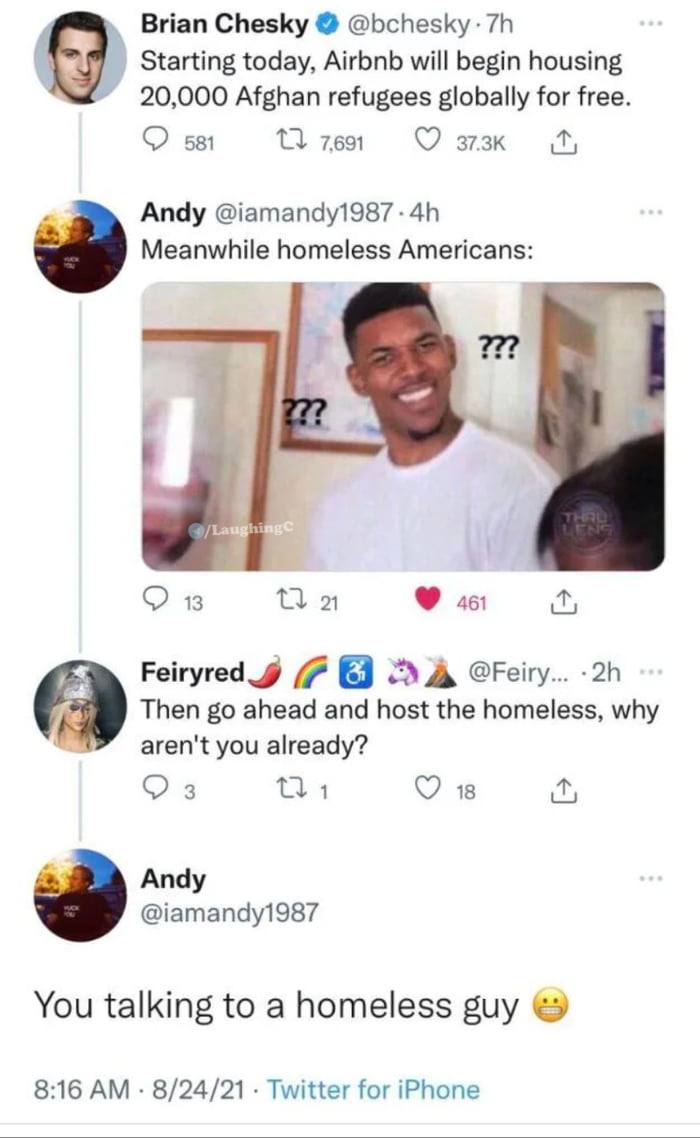 Brian Chesky @bchesky · 7h
Starting today, Airbnb will begin housing
20,000 Afghan refugees globally for free.
581 7,691 37.3K
Andy @iamandy1987 · 4h
Meanwhile homeless Americans:
???
???
/LaughingC
THRU
LENS
13 21 461
Feiryred🌶️🌈♿🦄🌋 @Feiry... · 2h
Then go ahead and host the homeless, why
aren't you already?
3 1 18
Andy
@iamandy1987
You talking to a homeless guy 😬
8:16 AM · 8/24/21 · Twitter for iPhone